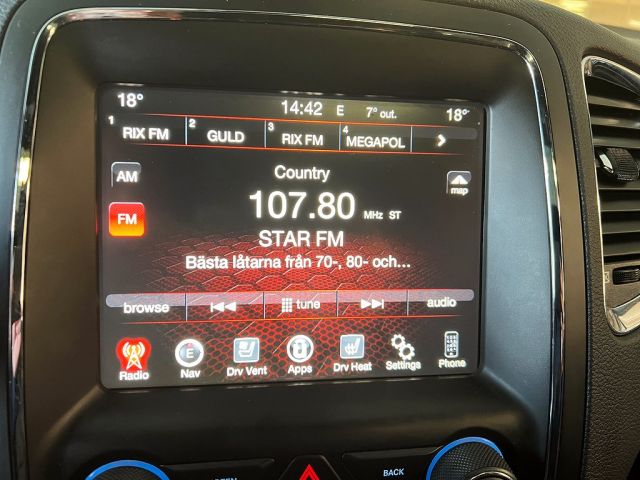 18° 14:42 E 7° out. 18°
1 RIX FM 2 GULD 3 RIX FM 4 MEGAPOL
Country
AM
map
107.80 MHz ST
FM
STAR FM
Bästa låtarna från 70-, 80- och...
browse tune audio
E
Radio Nav Drv Vent Apps Drv Heat Settings Phone
BACK